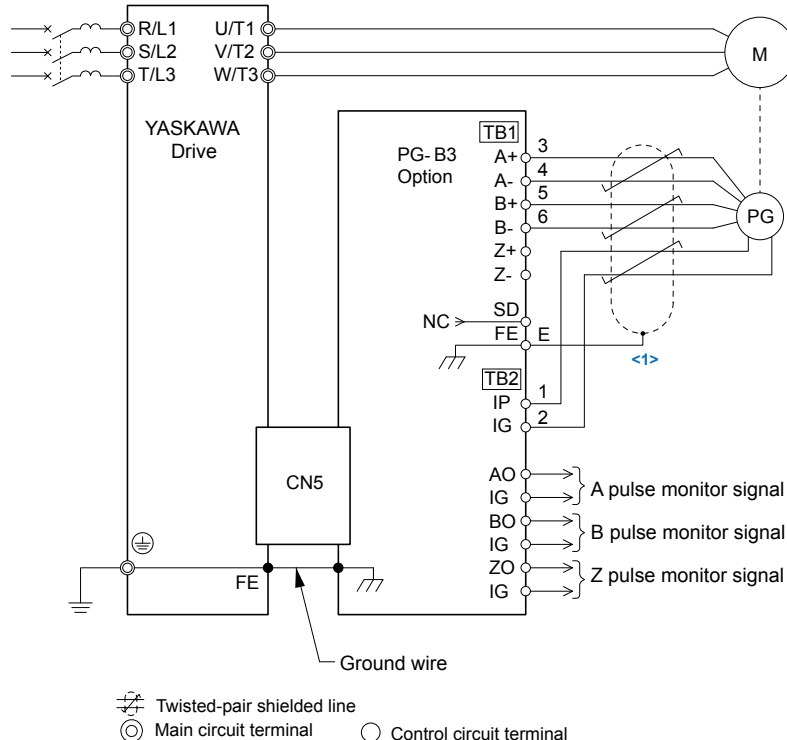 R/L1 U/T1
S/L2 V/T2
T/L3 W/T3
M
YASKAWA
Drive
PG- B3
Option
TB1
A+ 3
A- 4
B+ 5
B- 6
Z+
Z-
PG
NC SD
FE E
<1>
TB2
IP 1
IG 2
CN5
AO
IG
A pulse monitor signal
BO
IG
B pulse monitor signal
ZO
IG
Z pulse monitor signal
FE
Ground wire
Twisted-pair shielded line
Main circuit terminal
Control circuit terminal